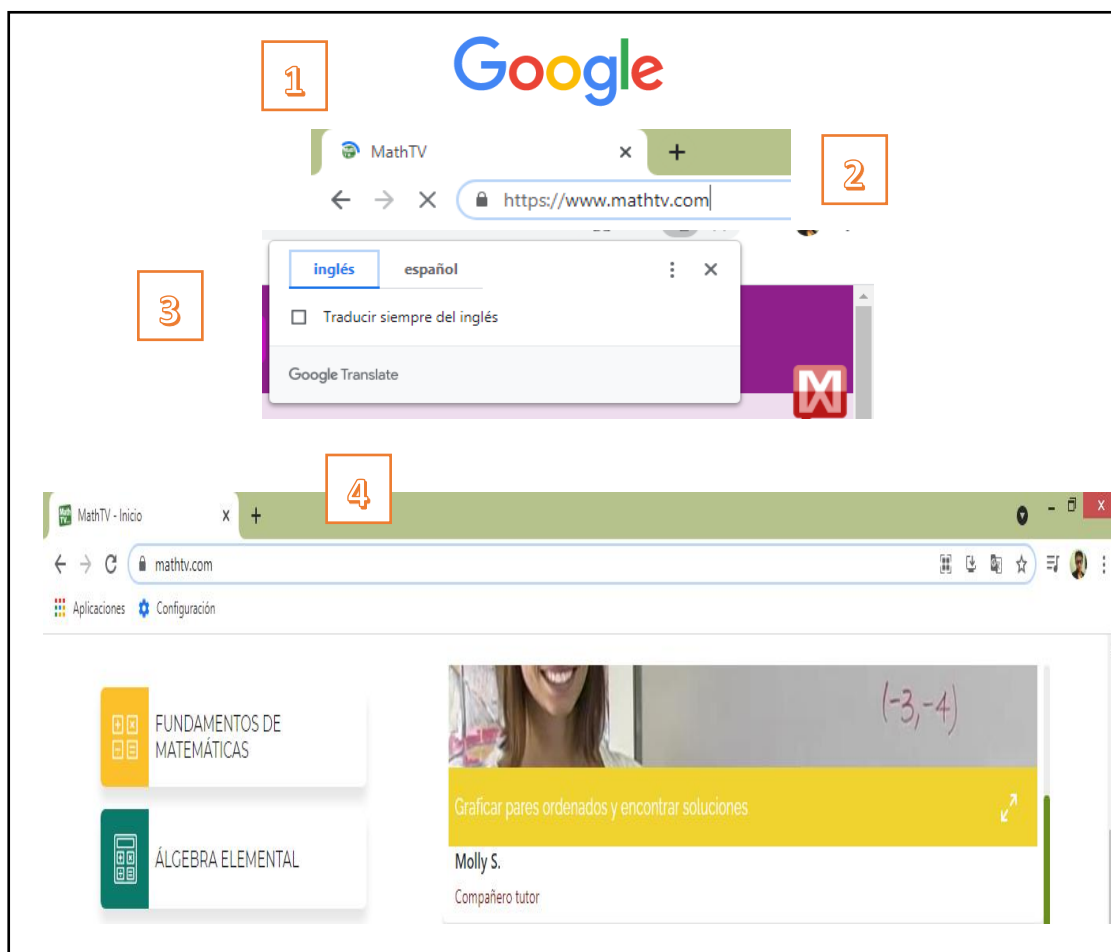 1
Google
MathTV
2
https://www.mathtv.com
3
inglés español
Traducir siempre del inglés
Google Translate
4
MathTV - Inicio
mathtv.com
Aplicaciones Configuración
FUNDAMENTOS DE
MATEMÁTICAS
(-3,-4)
Graficar pares ordenados y encontrar soluciones
ÁLGEBRA ELEMENTAL
Molly S.
Compañero tutor